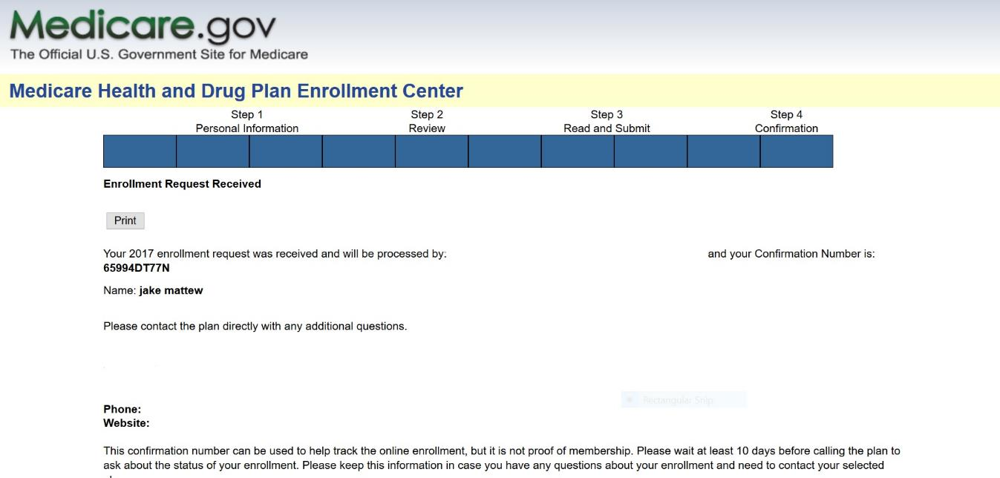 Medicare.gov
The Official U.S. Government Site for Medicare
Medicare Health and Drug Plan Enrollment Center
Step 1 Step 2 Step 3 Step 4
Personal Information Review Read and Submit Confirmation
Enrollment Request Received
Print
Your 2017 enrollment request was received and will be processed by: and your Confirmation Number is:
65994DT77N
Name: jake mattew
Please contact the plan directly with any additional questions.
Rectangular Snip
Phone:
Website:
This confirmation number can be used to help track the online enrollment, but it is not proof of membership. Please wait at least 10 days before calling the plan to
ask about the status of your enrollment. Please keep this information in case you have any questions about your enrollment and need to contact your selected